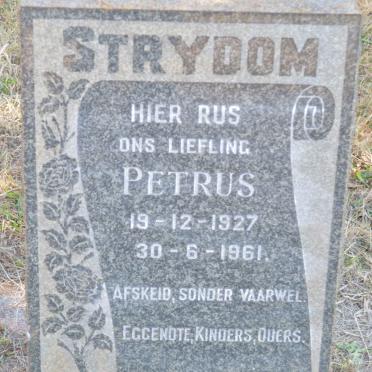 STRYDOM
HIER RUS
ONS LIEFLING
PETRUS
19-12-1927
30-6-1961.
AFSKEID, SONDER VAARWEL.
EGGENOTE, KINDERS, OUERS.